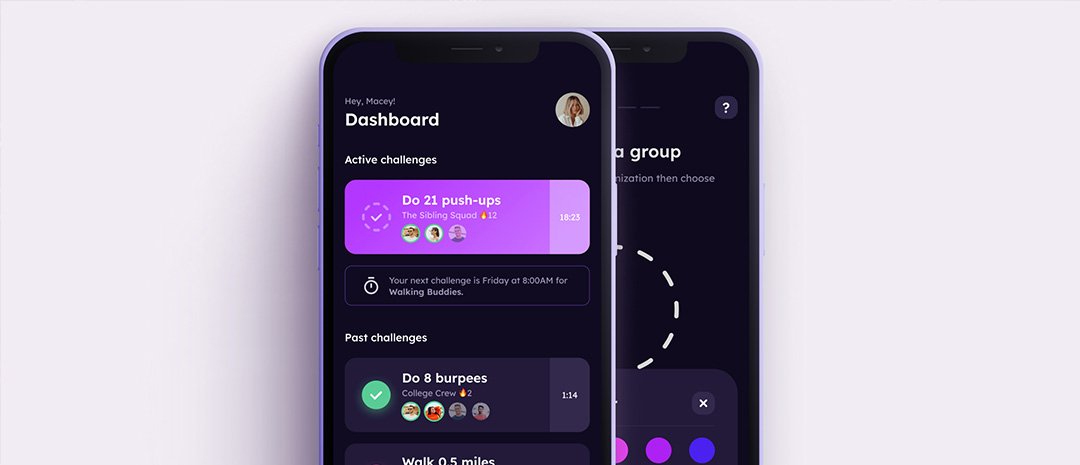 Hey, Macey!
Dashboard
Active challenges
Do 21 push-ups
The Sibling Squad 🔥12
18:23
Your next challenge is Friday at 8:00AM for
Walking Buddies.
Past challenges
Do 8 burpees
College Crew 🔥2
1:14
Walk 0.5 miles
?
a group
then choose